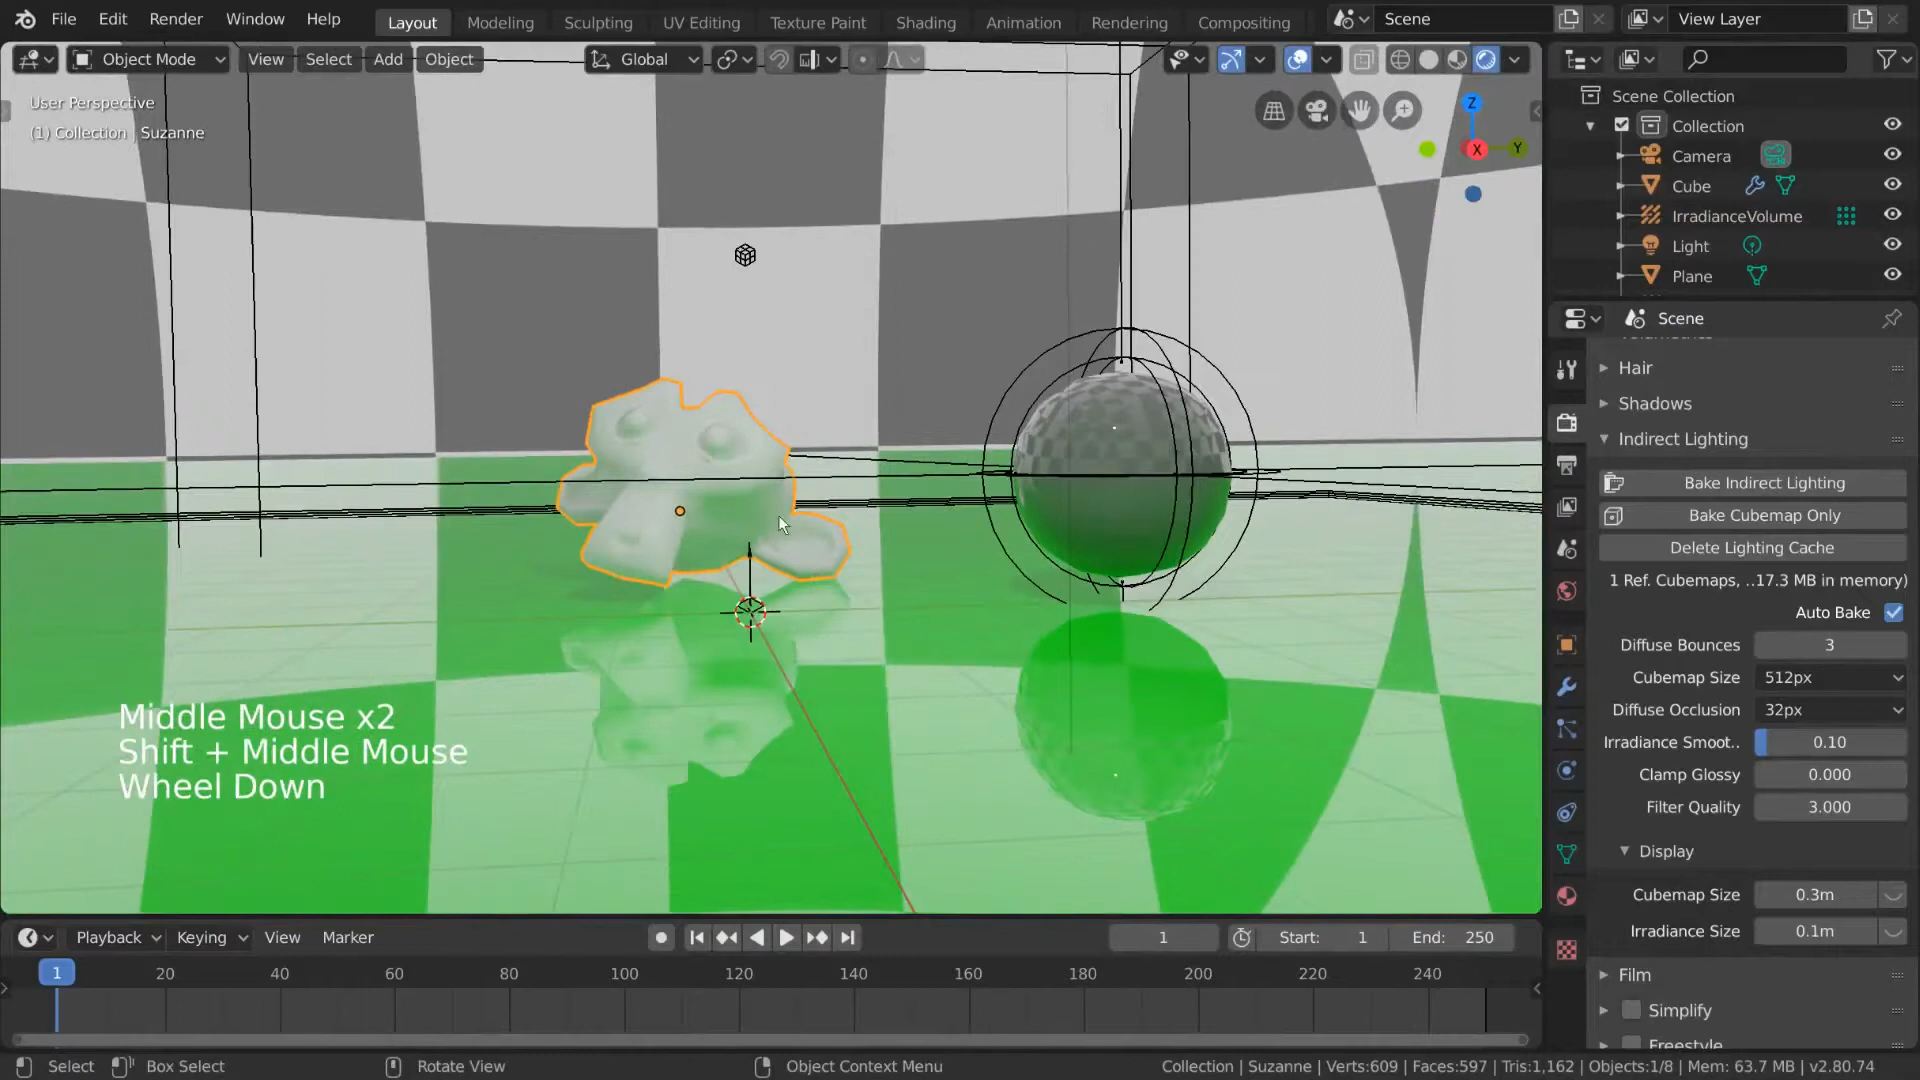 File Edit Render Window Help Layout Modeling Sculpting UV Editing Texture Paint Shading Animation Rendering Compositing Scene View Layer
Object Mode View Select Add Object Global
User Perspective
(1) Collection | Suzanne
Z
X
Y
Scene Collection
Collection
Camera
Cube
IrradianceVolume
Light
Plane
Scene
Hair
Shadows
Indirect Lighting
Bake Indirect Lighting
Bake Cubemap Only
Delete Lighting Cache
1 Ref. Cubemaps, ..17.3 MB in memory)
Auto Bake
Diffuse Bounces 3
Cubemap Size 512px
Diffuse Occlusion 32px
Irradiance Smoot.. 0.10
Clamp Glossy 0.000
Filter Quality 3.000
Display
Cubemap Size 0.3m
Irradiance Size 0.1m
Film
Simplify
Freestyle
Middle Mouse x2
Shift + Middle Mouse
Wheel Down
Playback Keying View Marker 1 Start: 1 End: 250
1 20 40 60 80 100 120 140 160 180 200 220 240
Select Box Select Rotate View Object Context Menu Collection | Suzanne | Verts:609 | Faces:597 | Tris:1,162 | Objects:1/8 | Mem: 63.7 MB | v2.80.74